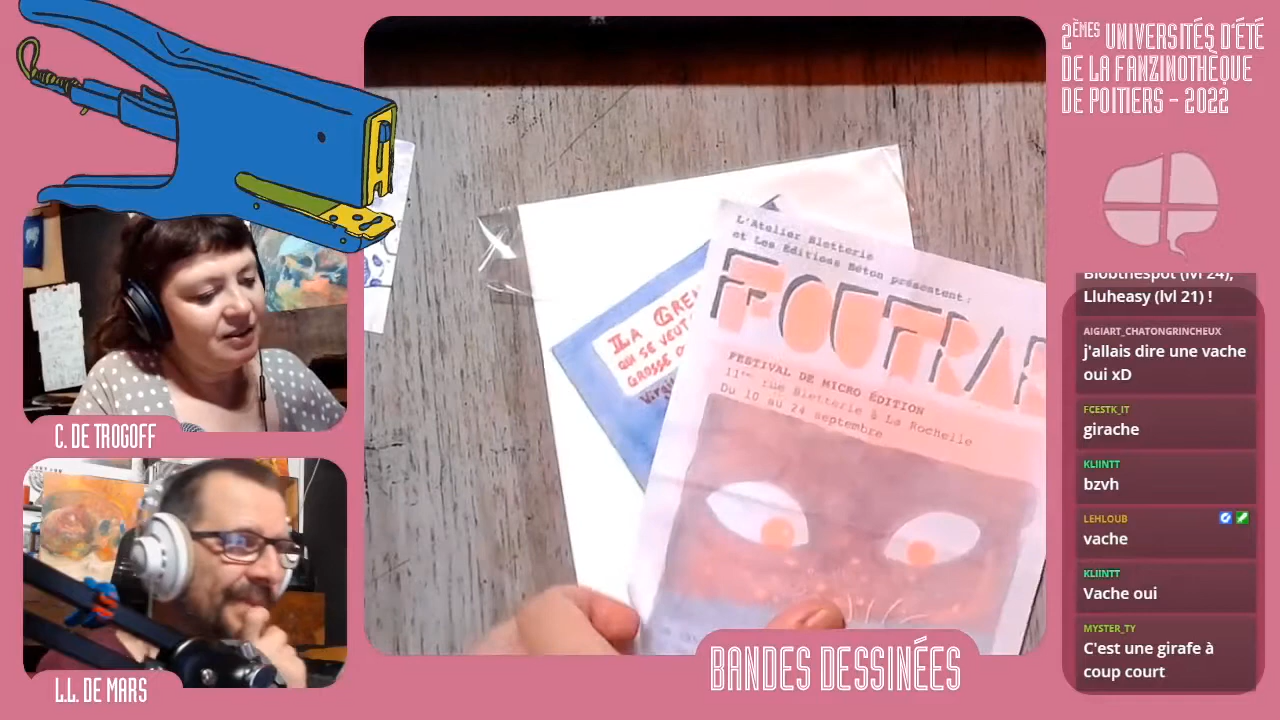 2ÈMES UNIVERSITÉS D'ÉTÉ
DE LA FANZINOTHÈQUE
DE POITIERS - 2022
L'Atelier Bletterie
et Les Éditions Béton présentent:
FOUTRA
FESTIVAL DE MICRO ÉDITION
11 rue Bletterie à La Rochelle
Du 10 au 24 septembre
LA GREN
QUI SE VEUT
GROSSE
C. DE TROGOFF
L.L. DE MARS
BANDES DESSINÉES
Blobthespot (lvl 24),
Lluheasy (lvl 21) !
AIGIART_CHATONGRINCHEUX
j'allais dire une vache
oui xD
FCESTK_IT
girache
KLIINTT
bzvh
LEHLOUB
vache
KLIINTT
Vache oui
MYSTER_TY
C'est une girafe à
coup court